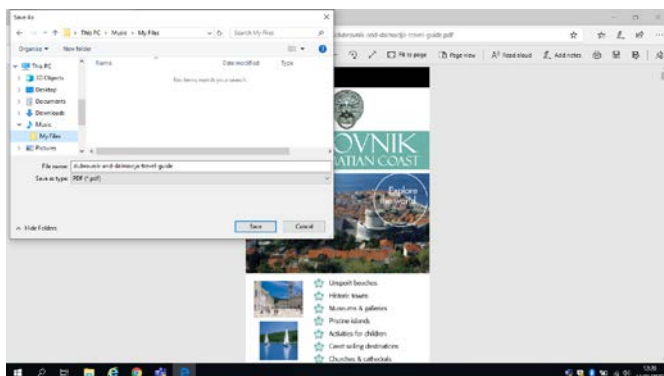 Save As
This PC > Music > My Files
Search My Files
Organise
New folder
Name
Date modified
Type
No items match your search.
This PC
3D Objects
Desktop
Documents
Downloads
Music
My Files
Pictures
File name: dubrovnik-and-dalmacija-travel-guide
Save as type: PDF (*.pdf)
Hide Folders
Save
Cancel
dubrovnik-and-dalmacija-travel-guide.pdf
Fit to page
Page view
Read aloud
Add notes
OVNIK
ATIAN COAST
Explore
the world
Unspoilt beaches
Historic towns
Museums & galleries
Pristine islands
Activities for children
Great sailing destinations
Churches & cathedrals